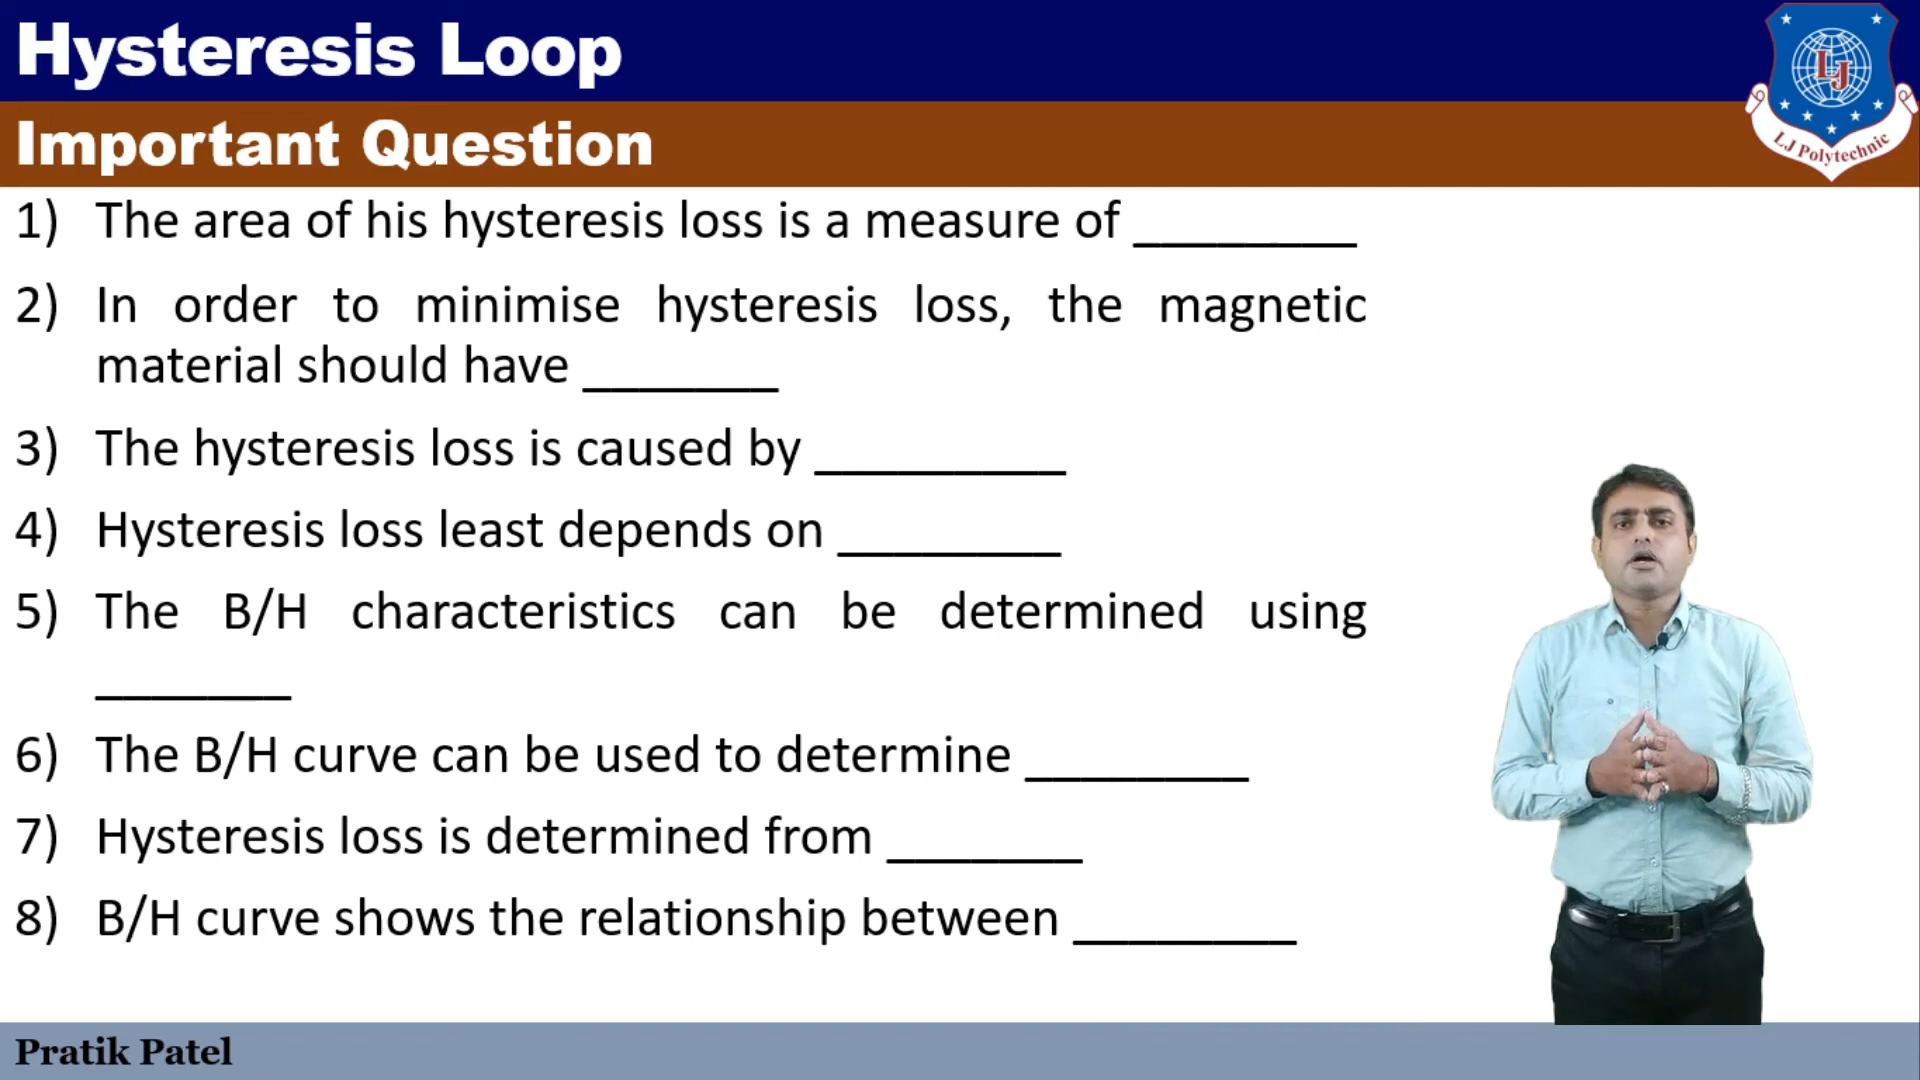 Hysteresis Loop
Important Question
LJ
LJ Polytechnic
1) The area of his hysteresis loss is a measure of ________
2) In order to minimise hysteresis loss, the magnetic
material should have _______
3) The hysteresis loss is caused by _________
4) Hysteresis loss least depends on ________
5) The B/H characteristics can be determined using
_______
6) The B/H curve can be used to determine ________
7) Hysteresis loss is determined from _______
8) B/H curve shows the relationship between ________
Pratik Patel